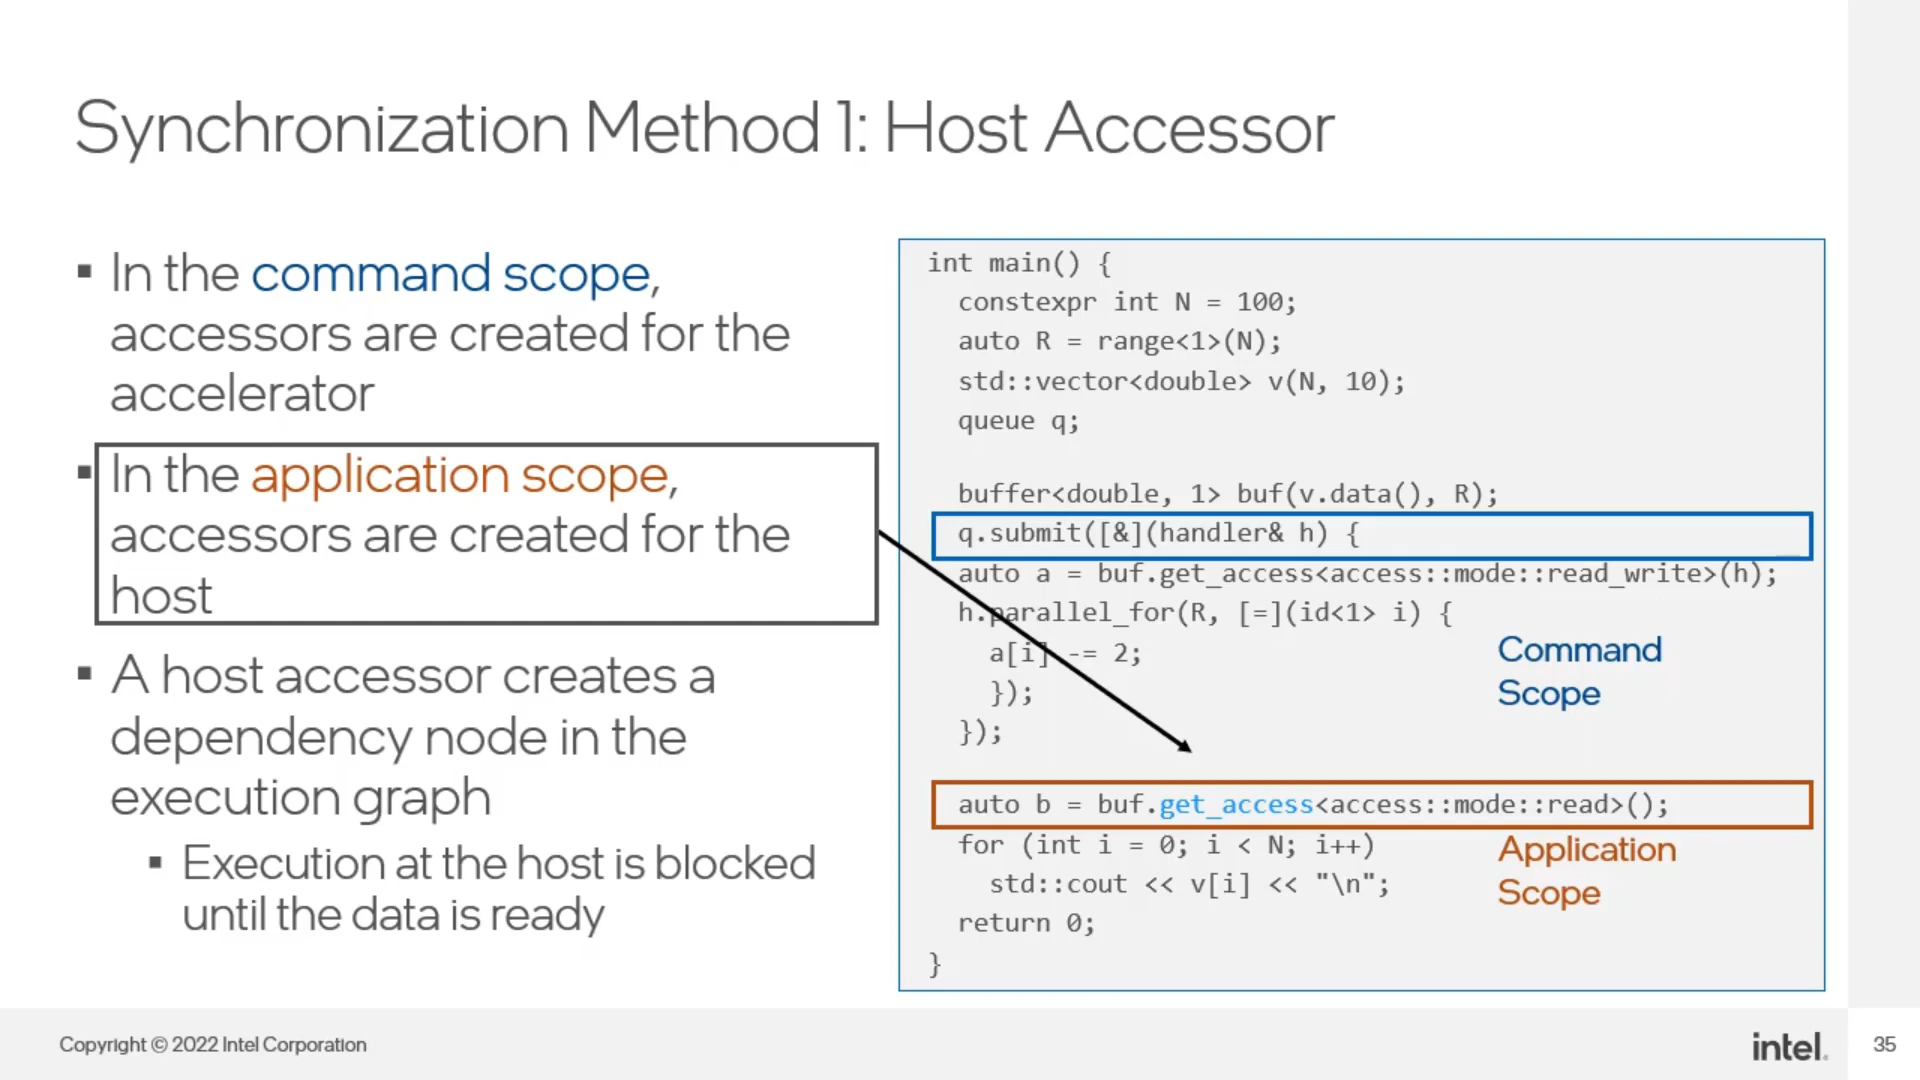 Synchronization Method 1: Host Accessor
▪ In the command scope,
accessors are created for the
accelerator
▪ In the application scope,
accessors are created for the
host
▪ A host accessor creates a
dependency node in the
execution graph
▪ Execution at the host is blocked
until the data is ready
int main() {
constexpr int N = 100;
auto R = range<1>(N);
std::vector<double> v(N, 10);
queue q;
buffer<double, 1> buf(v.data(), R);
q.submit([&](handler& h) {
auto a = buf.get_access<access::mode::read_write>(h);
h.parallel_for(R, [=](id<1> i) {
a[i] -= 2;
});
});
Command
Scope
auto b = buf.get_access<access::mode::read>();
for (int i = 0; i < N; i++)
std::cout << v[i] << "\n";
return 0;
}
Application
Scope
Copyright © 2022 Intel Corporation
intel.
35